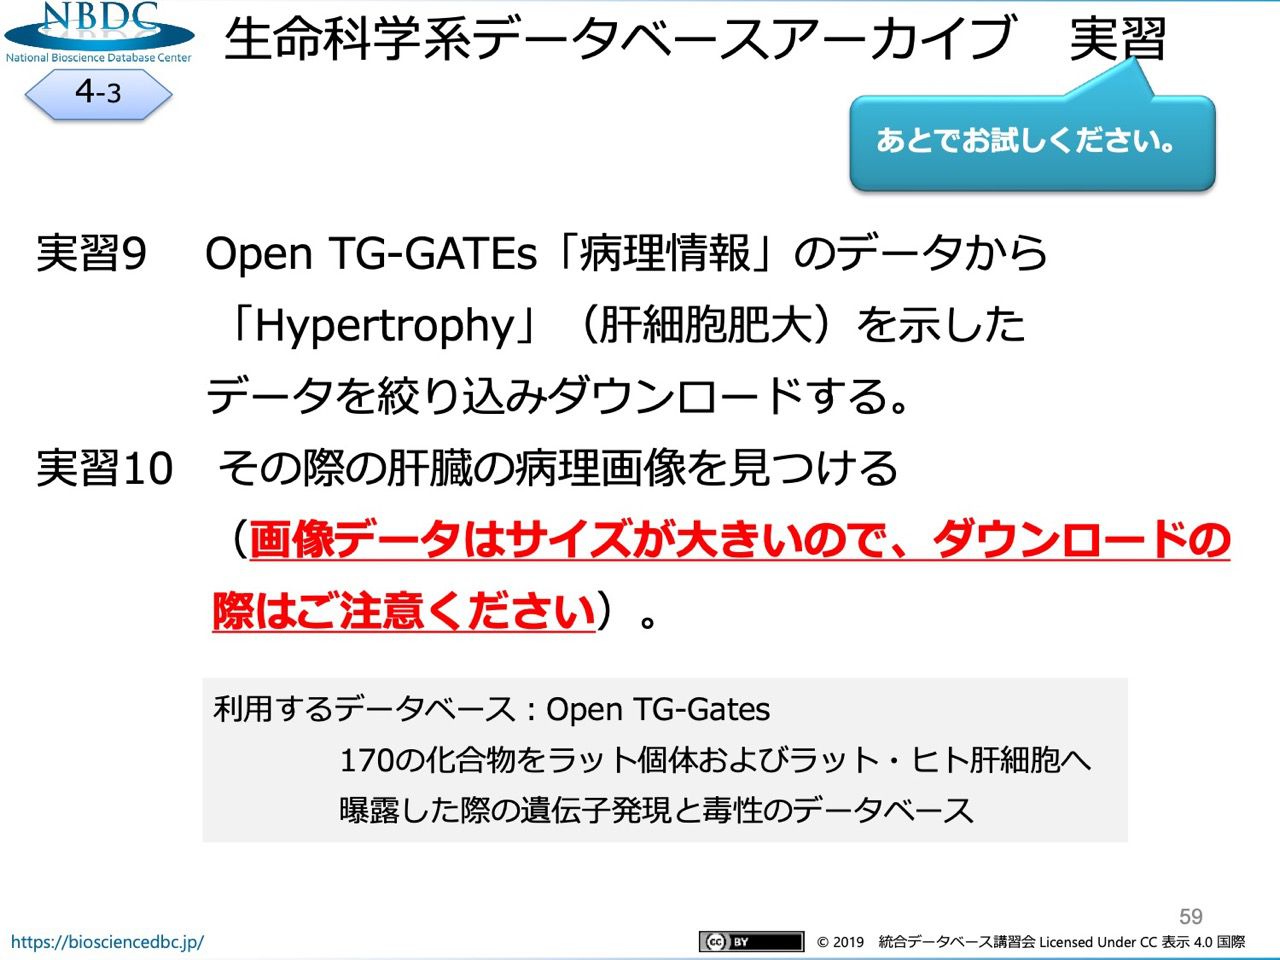 NBDC
National Bioscience Database Center
生命科学系データベースアーカイブ　実習
4-3
あとでお試しください。
実習9　Open TG-GATEs「病理情報」のデータから
「Hypertrophy」（肝細胞肥大）を示した
データを絞り込みダウンロードする。
実習10　その際の肝臓の病理画像を見つける
（画像データはサイズが大きいので、ダウンロードの
際はご注意ください）。
利用するデータベース：Open TG-Gates
170の化合物をラット個体およびラット・ヒト肝細胞へ
曝露した際の遺伝子発現と毒性のデータベース
59
https://biosciencedbc.jp/
cc BY
© 2019　統合データベース講習会 Licensed Under CC 表示 4.0 国際